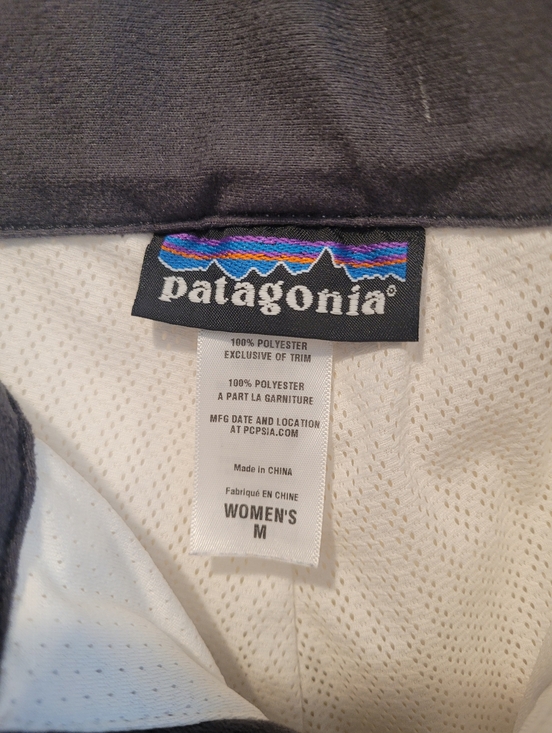 patagonia®
100% POLYESTER
EXCLUSIVE OF TRIM
100% POLYESTER
A PART LA GARNITURE
MFG DATE AND LOCATION
AT PCPSIA.COM
Made in CHINA
Fabriqué EN CHINE
WOMEN'S
M